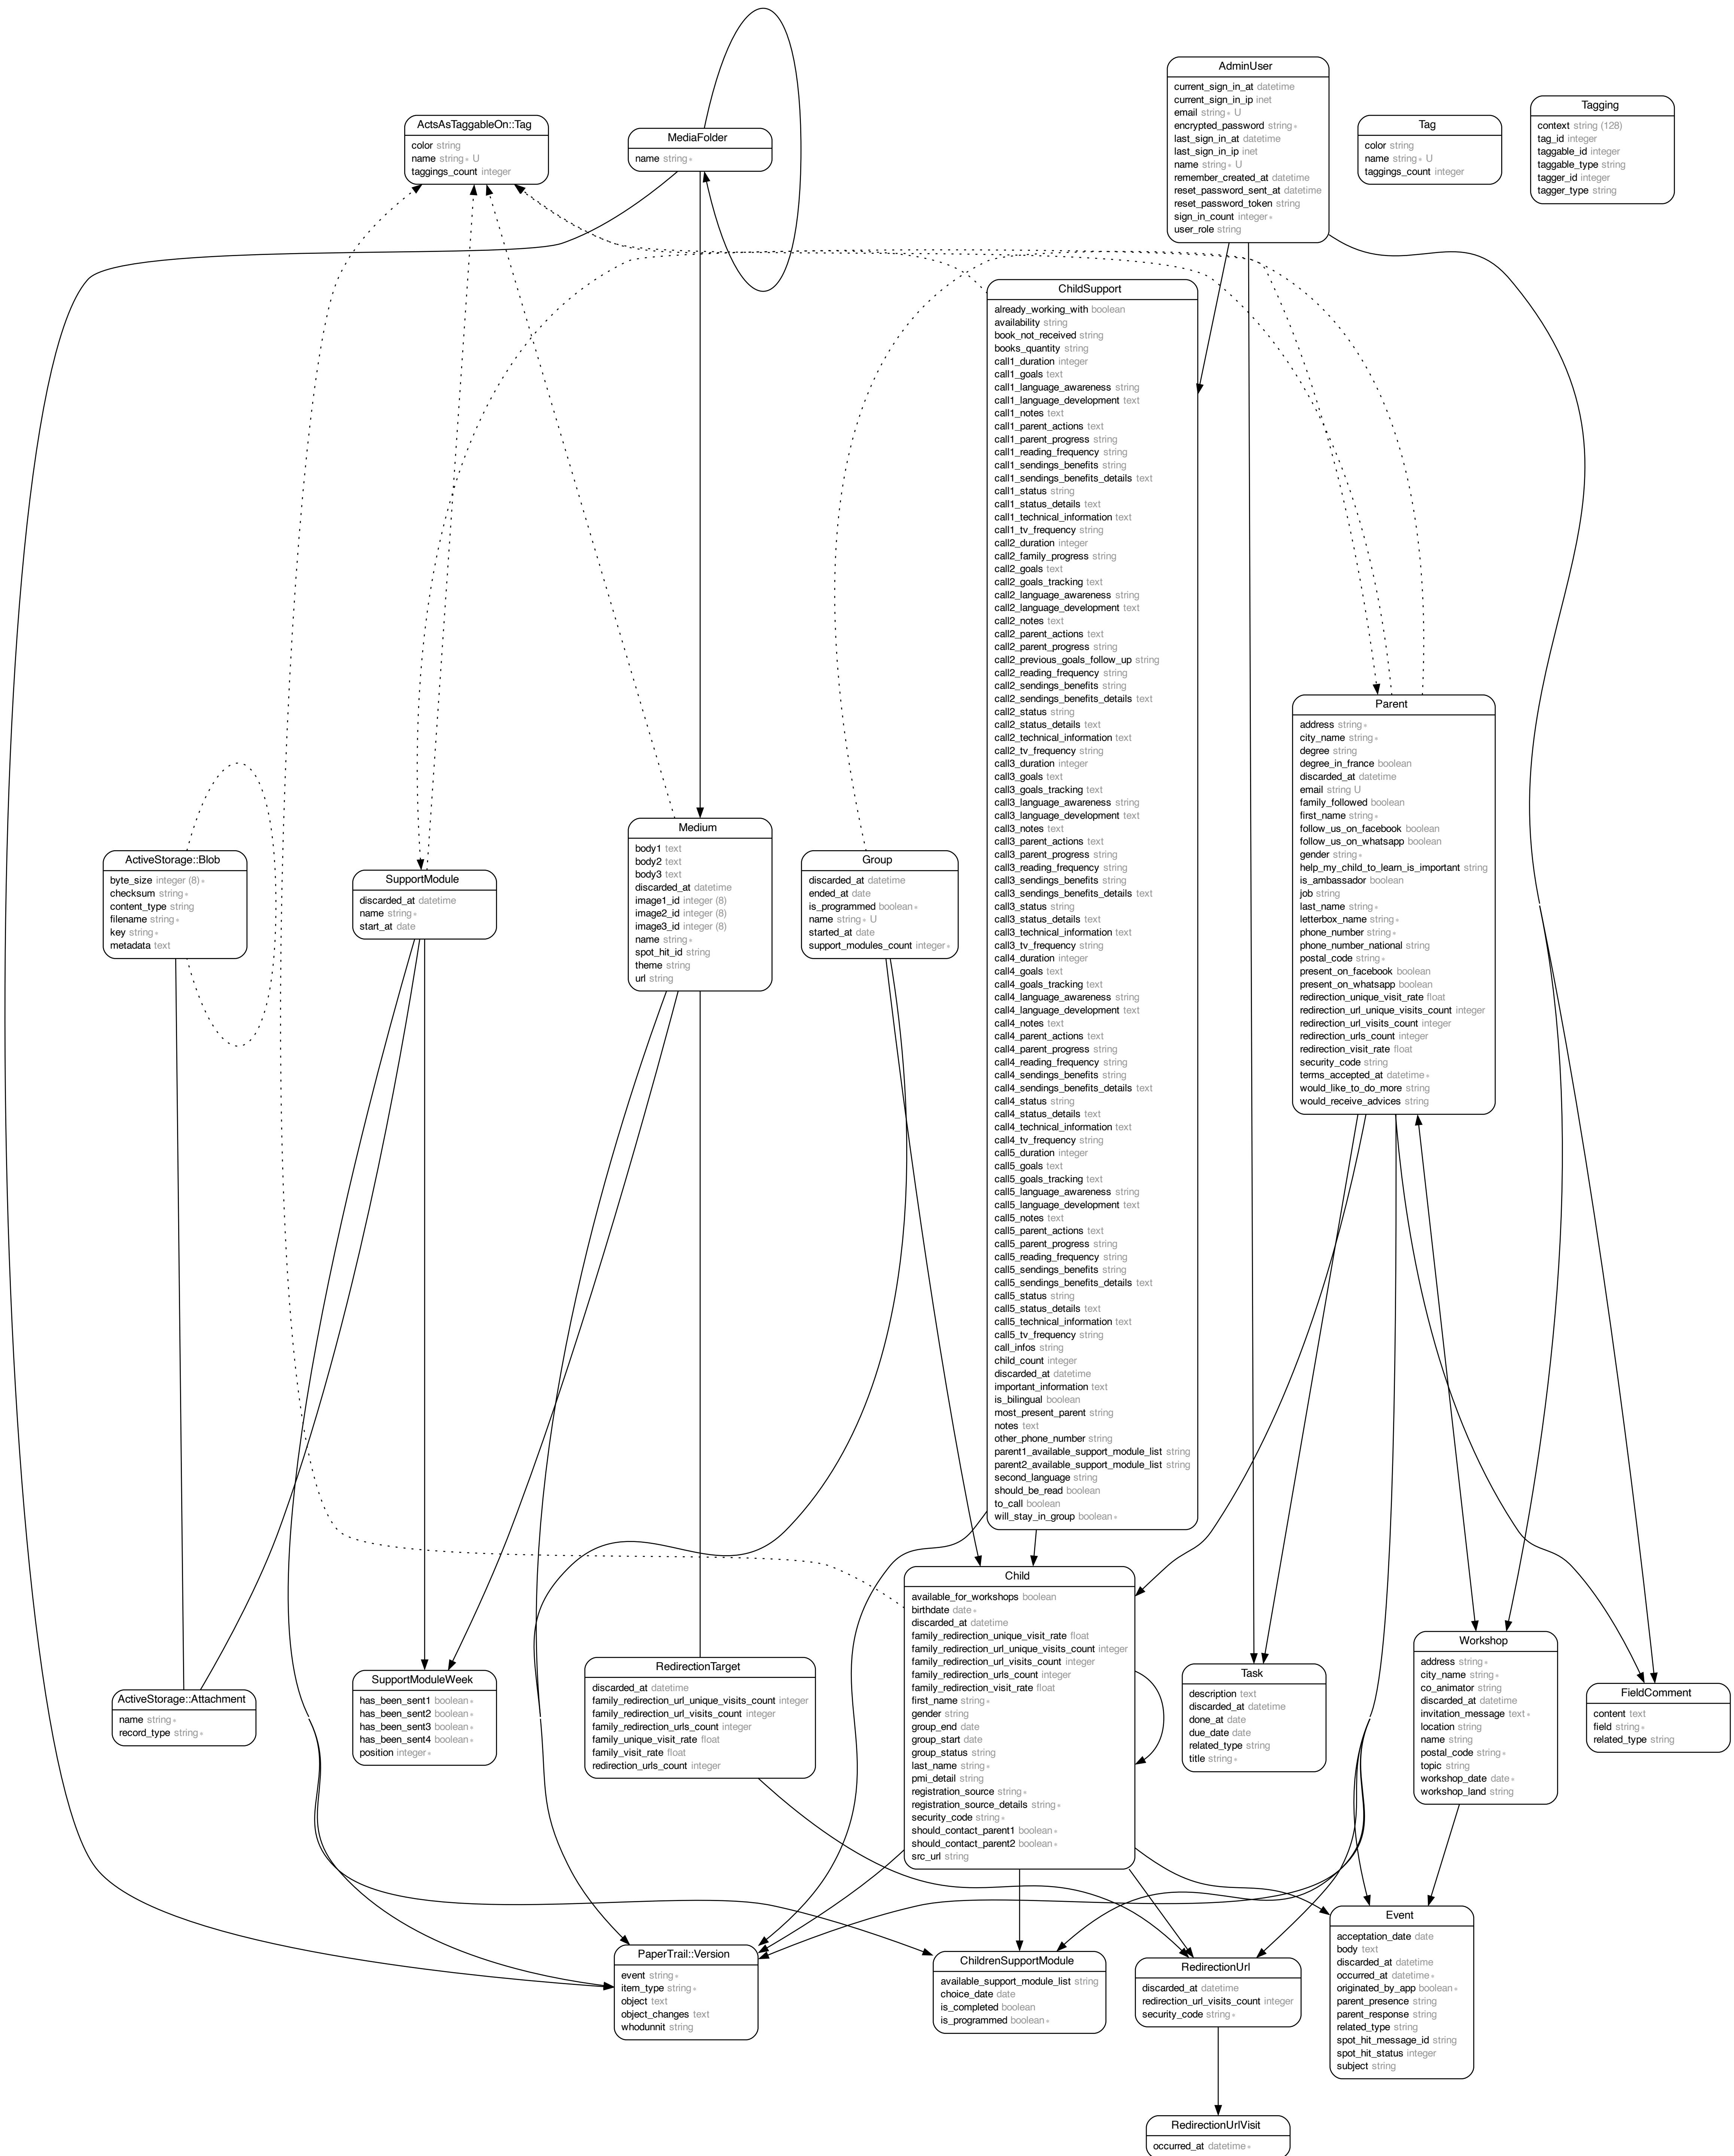 AdminUser
current_sign_in_at datetime
current_sign_in_ip inet
email string∗ U
encrypted_password string∗
last_sign_in_at datetime
last_sign_in_ip inet
name string∗ U
remember_created_at datetime
reset_password_sent_at datetime
reset_password_token string
sign_in_count integer∗
user_role string
Tagging
context string (128)
tag_id integer
taggable_id integer
taggable_type string
tagger_id integer
tagger_type string
ActsAsTaggableOn::Tag
color string
name string∗ U
taggings_count integer
Tag
color string
name string∗ U
taggings_count integer
MediaFolder
name string∗
ChildSupport
already_working_with boolean
availability string
book_not_received string
books_quantity string
call1_duration integer
call1_goals text
call1_language_awareness string
call1_language_development text
call1_notes text
call1_parent_actions text
call1_parent_progress string
call1_reading_frequency string
call1_sendings_benefits string
call1_sendings_benefits_details text
call1_status string
call1_status_details text
call1_technical_information text
call1_tv_frequency string
call2_duration integer
call2_family_progress string
call2_goals text
call2_goals_tracking text
call2_language_awareness string
call2_language_development text
call2_notes text
call2_parent_actions text
call2_parent_progress string
call2_previous_goals_follow_up string
call2_reading_frequency string
call2_sendings_benefits string
call2_sendings_benefits_details text
call2_status string
call2_status_details text
call2_technical_information text
call2_tv_frequency string
call3_duration integer
call3_goals text
call3_goals_tracking text
call3_language_awareness string
call3_language_development text
call3_notes text
call3_parent_actions text
call3_parent_progress string
call3_reading_frequency string
call3_sendings_benefits string
call3_sendings_benefits_details text
call3_status string
call3_status_details text
call3_technical_information text
call3_tv_frequency string
call4_duration integer
call4_goals text
call4_goals_tracking text
call4_language_awareness string
call4_language_development text
call4_notes text
call4_parent_actions text
call4_parent_progress string
call4_reading_frequency string
call4_sendings_benefits string
call4_sendings_benefits_details text
call4_status string
call4_status_details text
call4_technical_information text
call4_tv_frequency string
call5_duration integer
call5_goals text
call5_goals_tracking text
call5_language_awareness string
call5_language_development text
call5_notes text
call5_parent_actions text
call5_parent_progress string
call5_reading_frequency string
call5_sendings_benefits string
call5_sendings_benefits_details text
call5_status string
call5_status_details text
call5_technical_information text
call5_tv_frequency string
call_infos string
child_count integer
discarded_at datetime
important_information text
is_bilingual boolean
most_present_parent string
notes text
other_phone_number string
parent1_available_support_module_list string
parent2_available_support_module_list string
second_language string
should_be_read boolean
to_call boolean
will_stay_in_group boolean∗
Parent
address string∗
city_name string∗
degree string
degree_in_france boolean
discarded_at datetime
email string U
family_followed boolean
first_name string∗
follow_us_on_facebook boolean
follow_us_on_whatsapp boolean
gender string∗
help_my_child_to_learn_is_important string
is_ambassador boolean
job string
last_name string∗
letterbox_name string∗
phone_number string∗
phone_number_national string
postal_code string∗
present_on_facebook boolean
present_on_whatsapp boolean
redirection_unique_visit_rate float
redirection_url_unique_visits_count integer
redirection_url_visits_count integer
redirection_urls_count integer
redirection_visit_rate float
security_code string
terms_accepted_at datetime∗
would_like_to_do_more string
would_receive_advices string
ActiveStorage::Blob
byte_size integer (8)∗
checksum string∗
content_type string
filename string∗
key string∗
metadata text
SupportModule
discarded_at datetime
name string∗
start_at date
Medium
body1 text
body2 text
body3 text
discarded_at datetime
image1_id integer (8)
image2_id integer (8)
image3_id integer (8)
name string∗
spot_hit_id string
theme string
url string
Group
discarded_at datetime
ended_at date
is_programmed boolean∗
name string∗ U
started_at date
support_modules_count integer∗
Child
available_for_workshops boolean
birthdate date∗
discarded_at datetime
family_redirection_unique_visit_rate float
family_redirection_url_unique_visits_count integer
family_redirection_url_visits_count integer
family_redirection_urls_count integer
family_redirection_visit_rate float
first_name string∗
gender string
group_end date
group_start date
group_status string
last_name string∗
pmi_detail string
registration_source string∗
registration_source_details string∗
security_code string∗
should_contact_parent1 boolean∗
should_contact_parent2 boolean∗
src_url string
ActiveStorage::Attachment
name string∗
record_type string∗
SupportModuleWeek
has_been_sent1 boolean∗
has_been_sent2 boolean∗
has_been_sent3 boolean∗
has_been_sent4 boolean∗
position integer∗
RedirectionTarget
discarded_at datetime
family_redirection_url_unique_visits_count integer
family_redirection_url_visits_count integer
family_redirection_urls_count integer
family_unique_visit_rate float
family_visit_rate float
redirection_urls_count integer
Task
description text
discarded_at datetime
done_at date
due_date date
related_type string
title string∗
Workshop
address string∗
city_name string∗
co_animator string
discarded_at datetime
invitation_message text∗
location string
name string
postal_code string∗
topic string
workshop_date date∗
workshop_land string
FieldComment
content text
field string∗
related_type string
PaperTrail::Version
event string∗
item_type string∗
object text
object_changes text
whodunnit string
ChildrenSupportModule
available_support_module_list string
choice_date date
is_completed boolean
is_programmed boolean∗
RedirectionUrl
discarded_at datetime
redirection_url_visits_count integer
security_code string∗
Event
acceptation_date date
body text
discarded_at datetime
occurred_at datetime∗
originated_by_app boolean∗
parent_presence string
parent_response string
related_type string
spot_hit_message_id string
spot_hit_status integer
subject string
RedirectionUrlVisit
occurred_at datetime∗